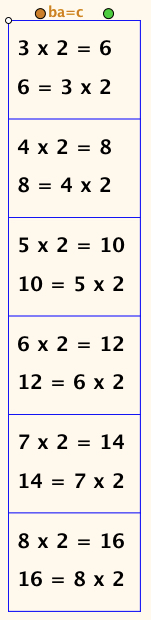 ba=c
3 x 2 = 6
6 = 3 x 2
4 x 2 = 8
8 = 4 x 2
5 x 2 = 10
10 = 5 x 2
6 x 2 = 12
12 = 6 x 2
7 x 2 = 14
14 = 7 x 2
8 x 2 = 16
16 = 8 x 2